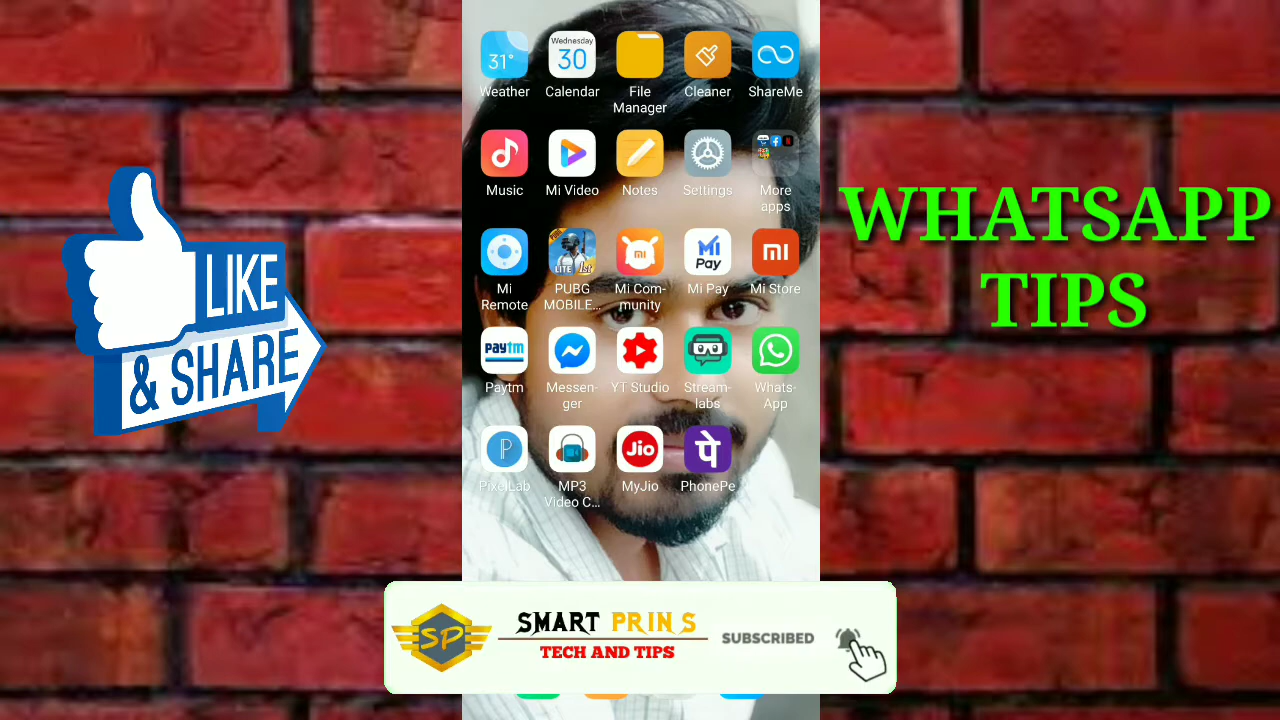 LIKE
& SHARE
31°
Weather
Wednesday
30
Calendar
File
Manager
Cleaner
ShareMe
Music
Mi Video
Notes
Settings
More
apps
Mi
Remote
LITE 1st
PUBG
MOBILE...
mi
Mi Com-
munity
Mi
Pay
Mi Pay
mi
Mi Store
paytm
Paytm
Messen-
ger
YT Studio
Stream-
labs
Whats-
App
P
PixelLab
MP3
Video C...
Jio
MyJio
पे
PhonePe
WHATSAPP
TIPS
SP
SMART PRINS
TECH AND TIPS
SUBSCRIBED